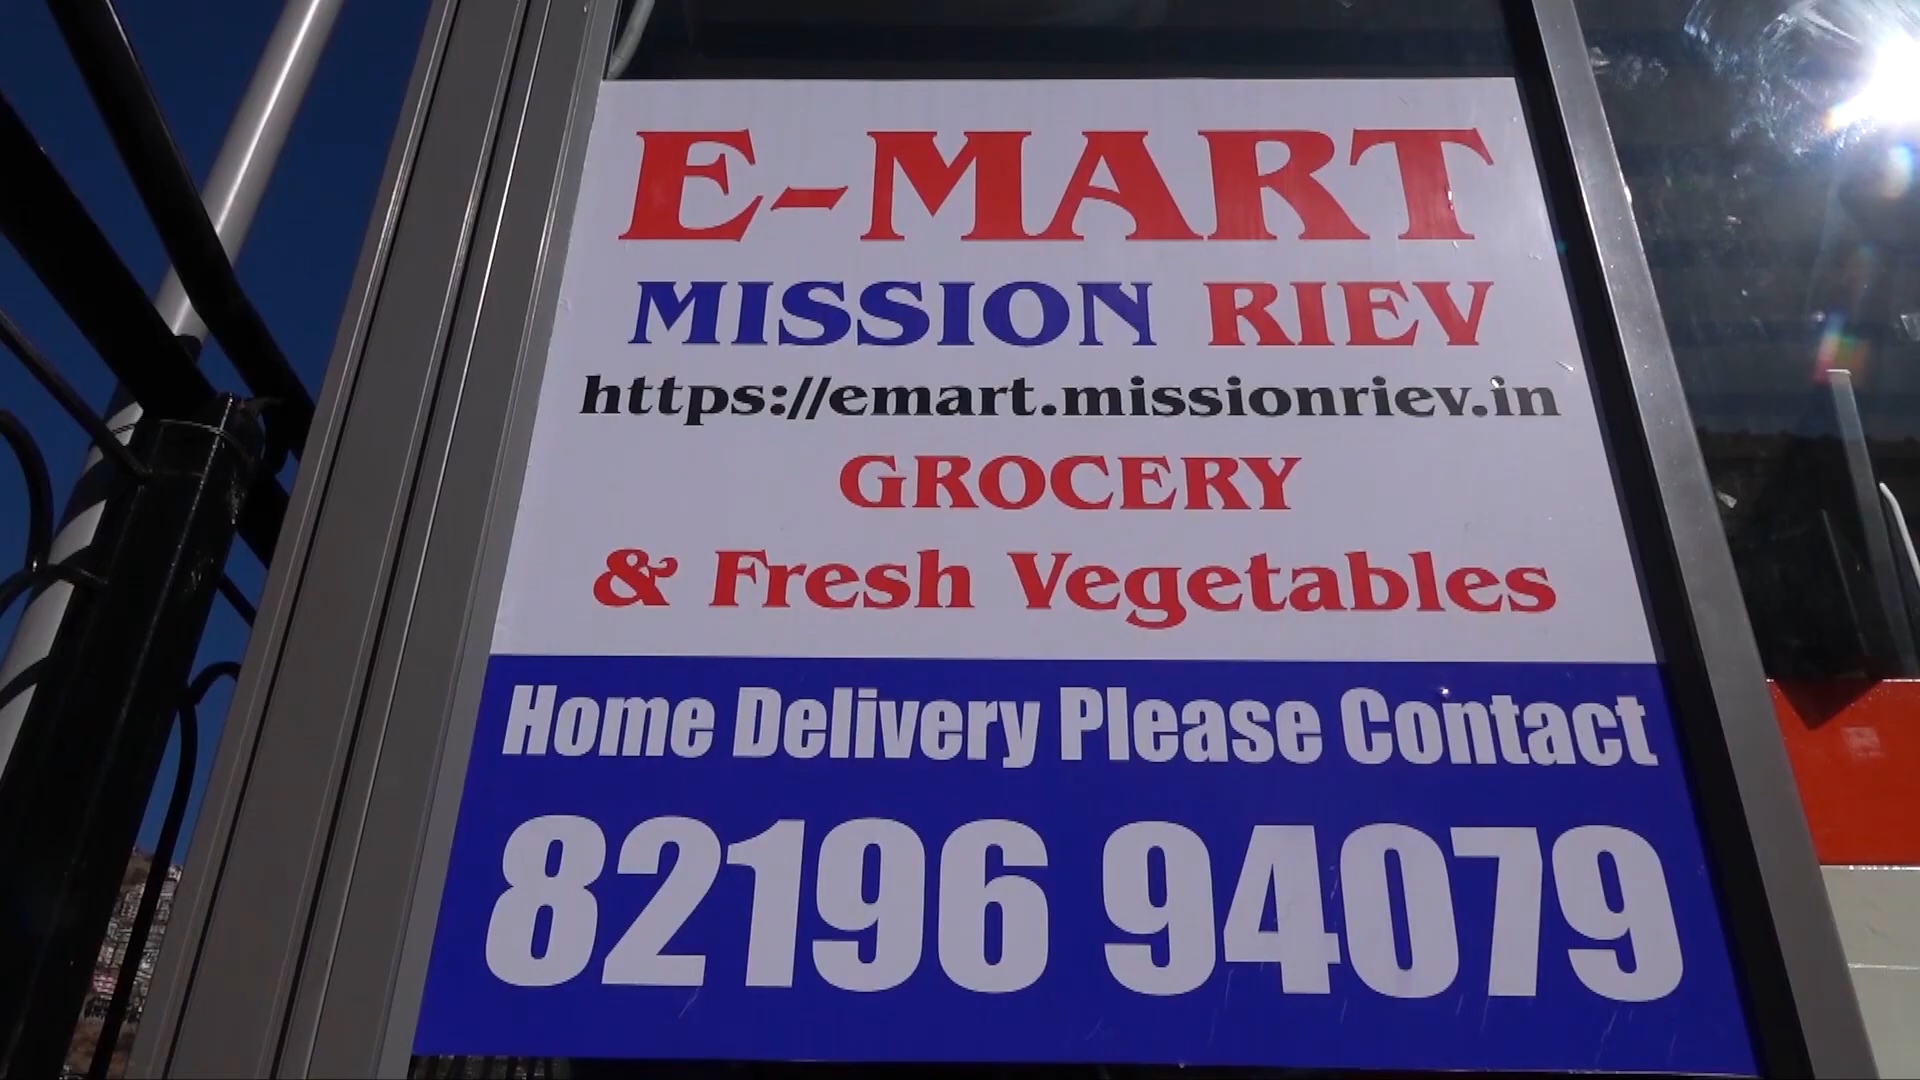 E-MART
MISSION RIEV
https://emart.missionriev.in
GROCERY
& Fresh Vegetables
Home Delivery Please Contact
82196 94079